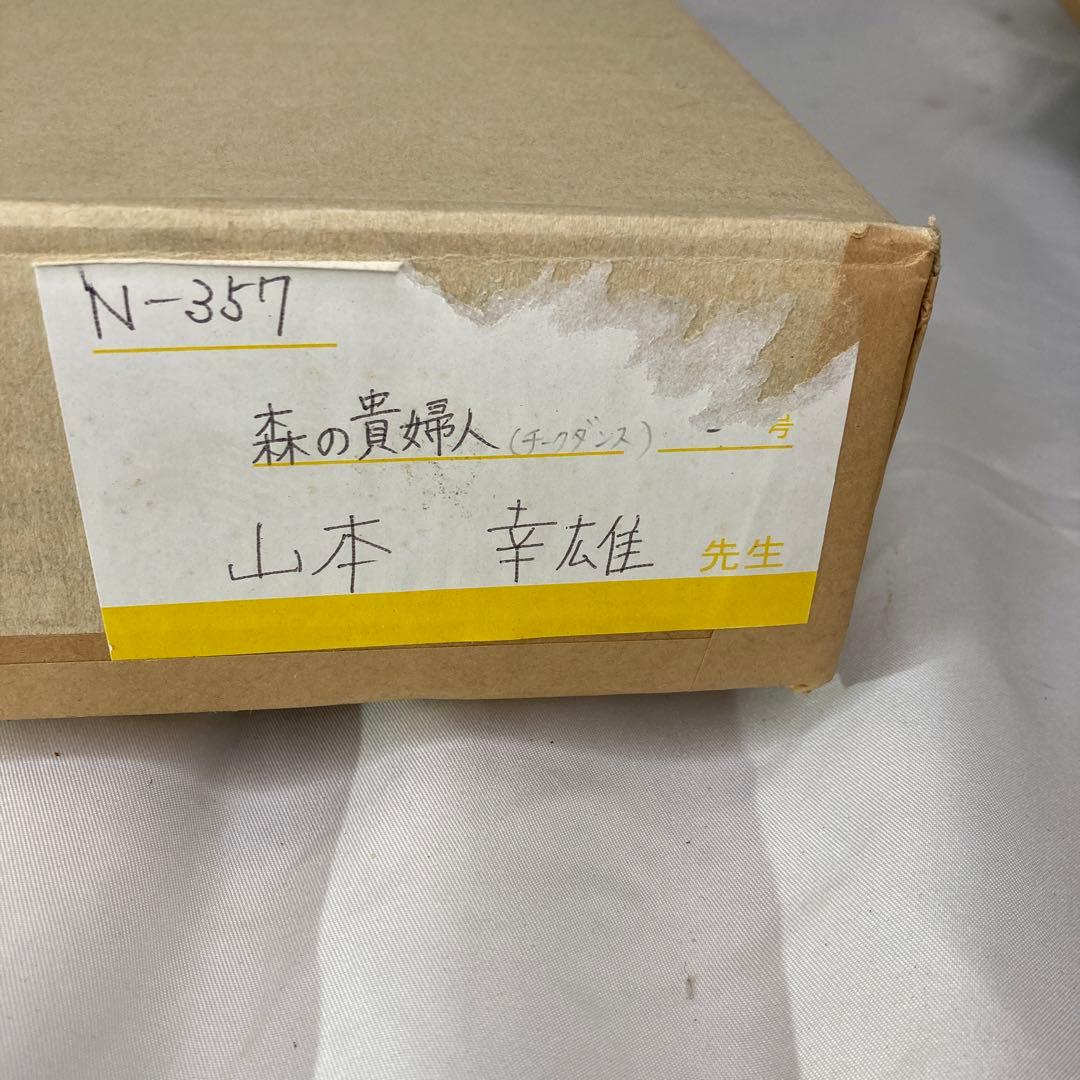 N-357
森の貴婦人 (チークダンス) - 号
山本 幸雄 先生